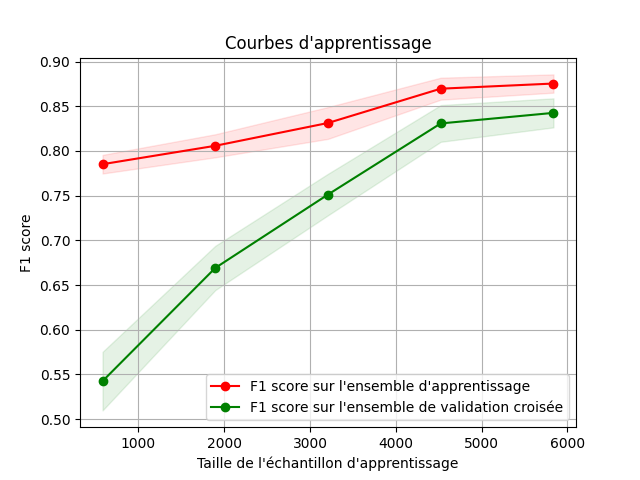 Courbes d'apprentissage
F1 score
0.90
0.85
0.80
0.75
0.70
0.65
0.60
0.55
0.50
F1 score sur l'ensemble d'apprentissage
F1 score sur l'ensemble de validation croisée
1000 2000 3000 4000 5000 6000
Taille de l'échantillon d'apprentissage